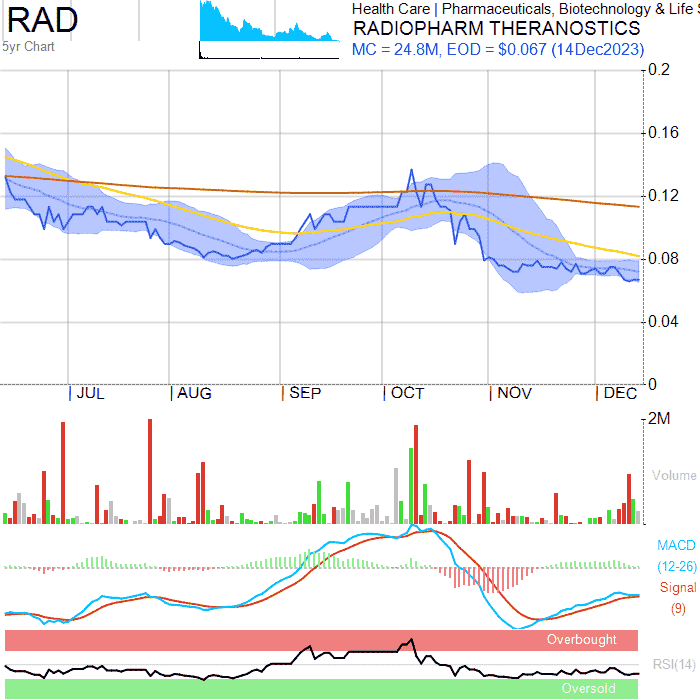 RAD
5yr Chart
Health Care | Pharmaceuticals, Biotechnology & Life S
RADIOPHARM THERANOSTICS
MC = 24.8M, EOD = $0.067 (14Dec2023)
0.2
0.16
0.12
0.08
0.04
0
| JUL | AUG | SEP | OCT | NOV | DEC
2M
Volume
MACD
(12-26)
Signal
(9)
Overbought
RSI(14)
Oversold